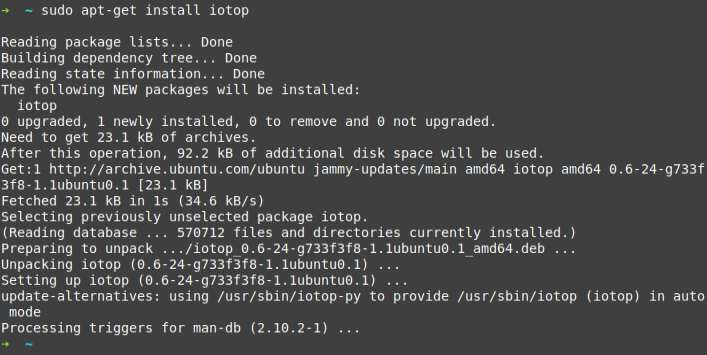 ➜  ~ sudo apt-get install iotop
Reading package lists... Done
Building dependency tree... Done
Reading state information... Done
The following NEW packages will be installed:
  iotop
0 upgraded, 1 newly installed, 0 to remove and 0 not upgraded.
Need to get 23.1 kB of archives.
After this operation, 92.2 kB of additional disk space will be used.
Get:1 http://archive.ubuntu.com/ubuntu jammy-updates/main amd64 iotop amd64 0.6-24-g733f
3f8-1.1ubuntu0.1 [23.1 kB]
Fetched 23.1 kB in 1s (34.6 kB/s)
Selecting previously unselected package iotop.
(Reading database ... 570712 files and directories currently installed.)
Preparing to unpack .../iotop_0.6-24-g733f3f8-1.1ubuntu0.1_amd64.deb ...
Unpacking iotop (0.6-24-g733f3f8-1.1ubuntu0.1) ...
Setting up iotop (0.6-24-g733f3f8-1.1ubuntu0.1) ...
update-alternatives: using /usr/sbin/iotop-py to provide /usr/sbin/iotop (iotop) in auto
 mode
Processing triggers for man-db (2.10.2-1) ...
➜  ~